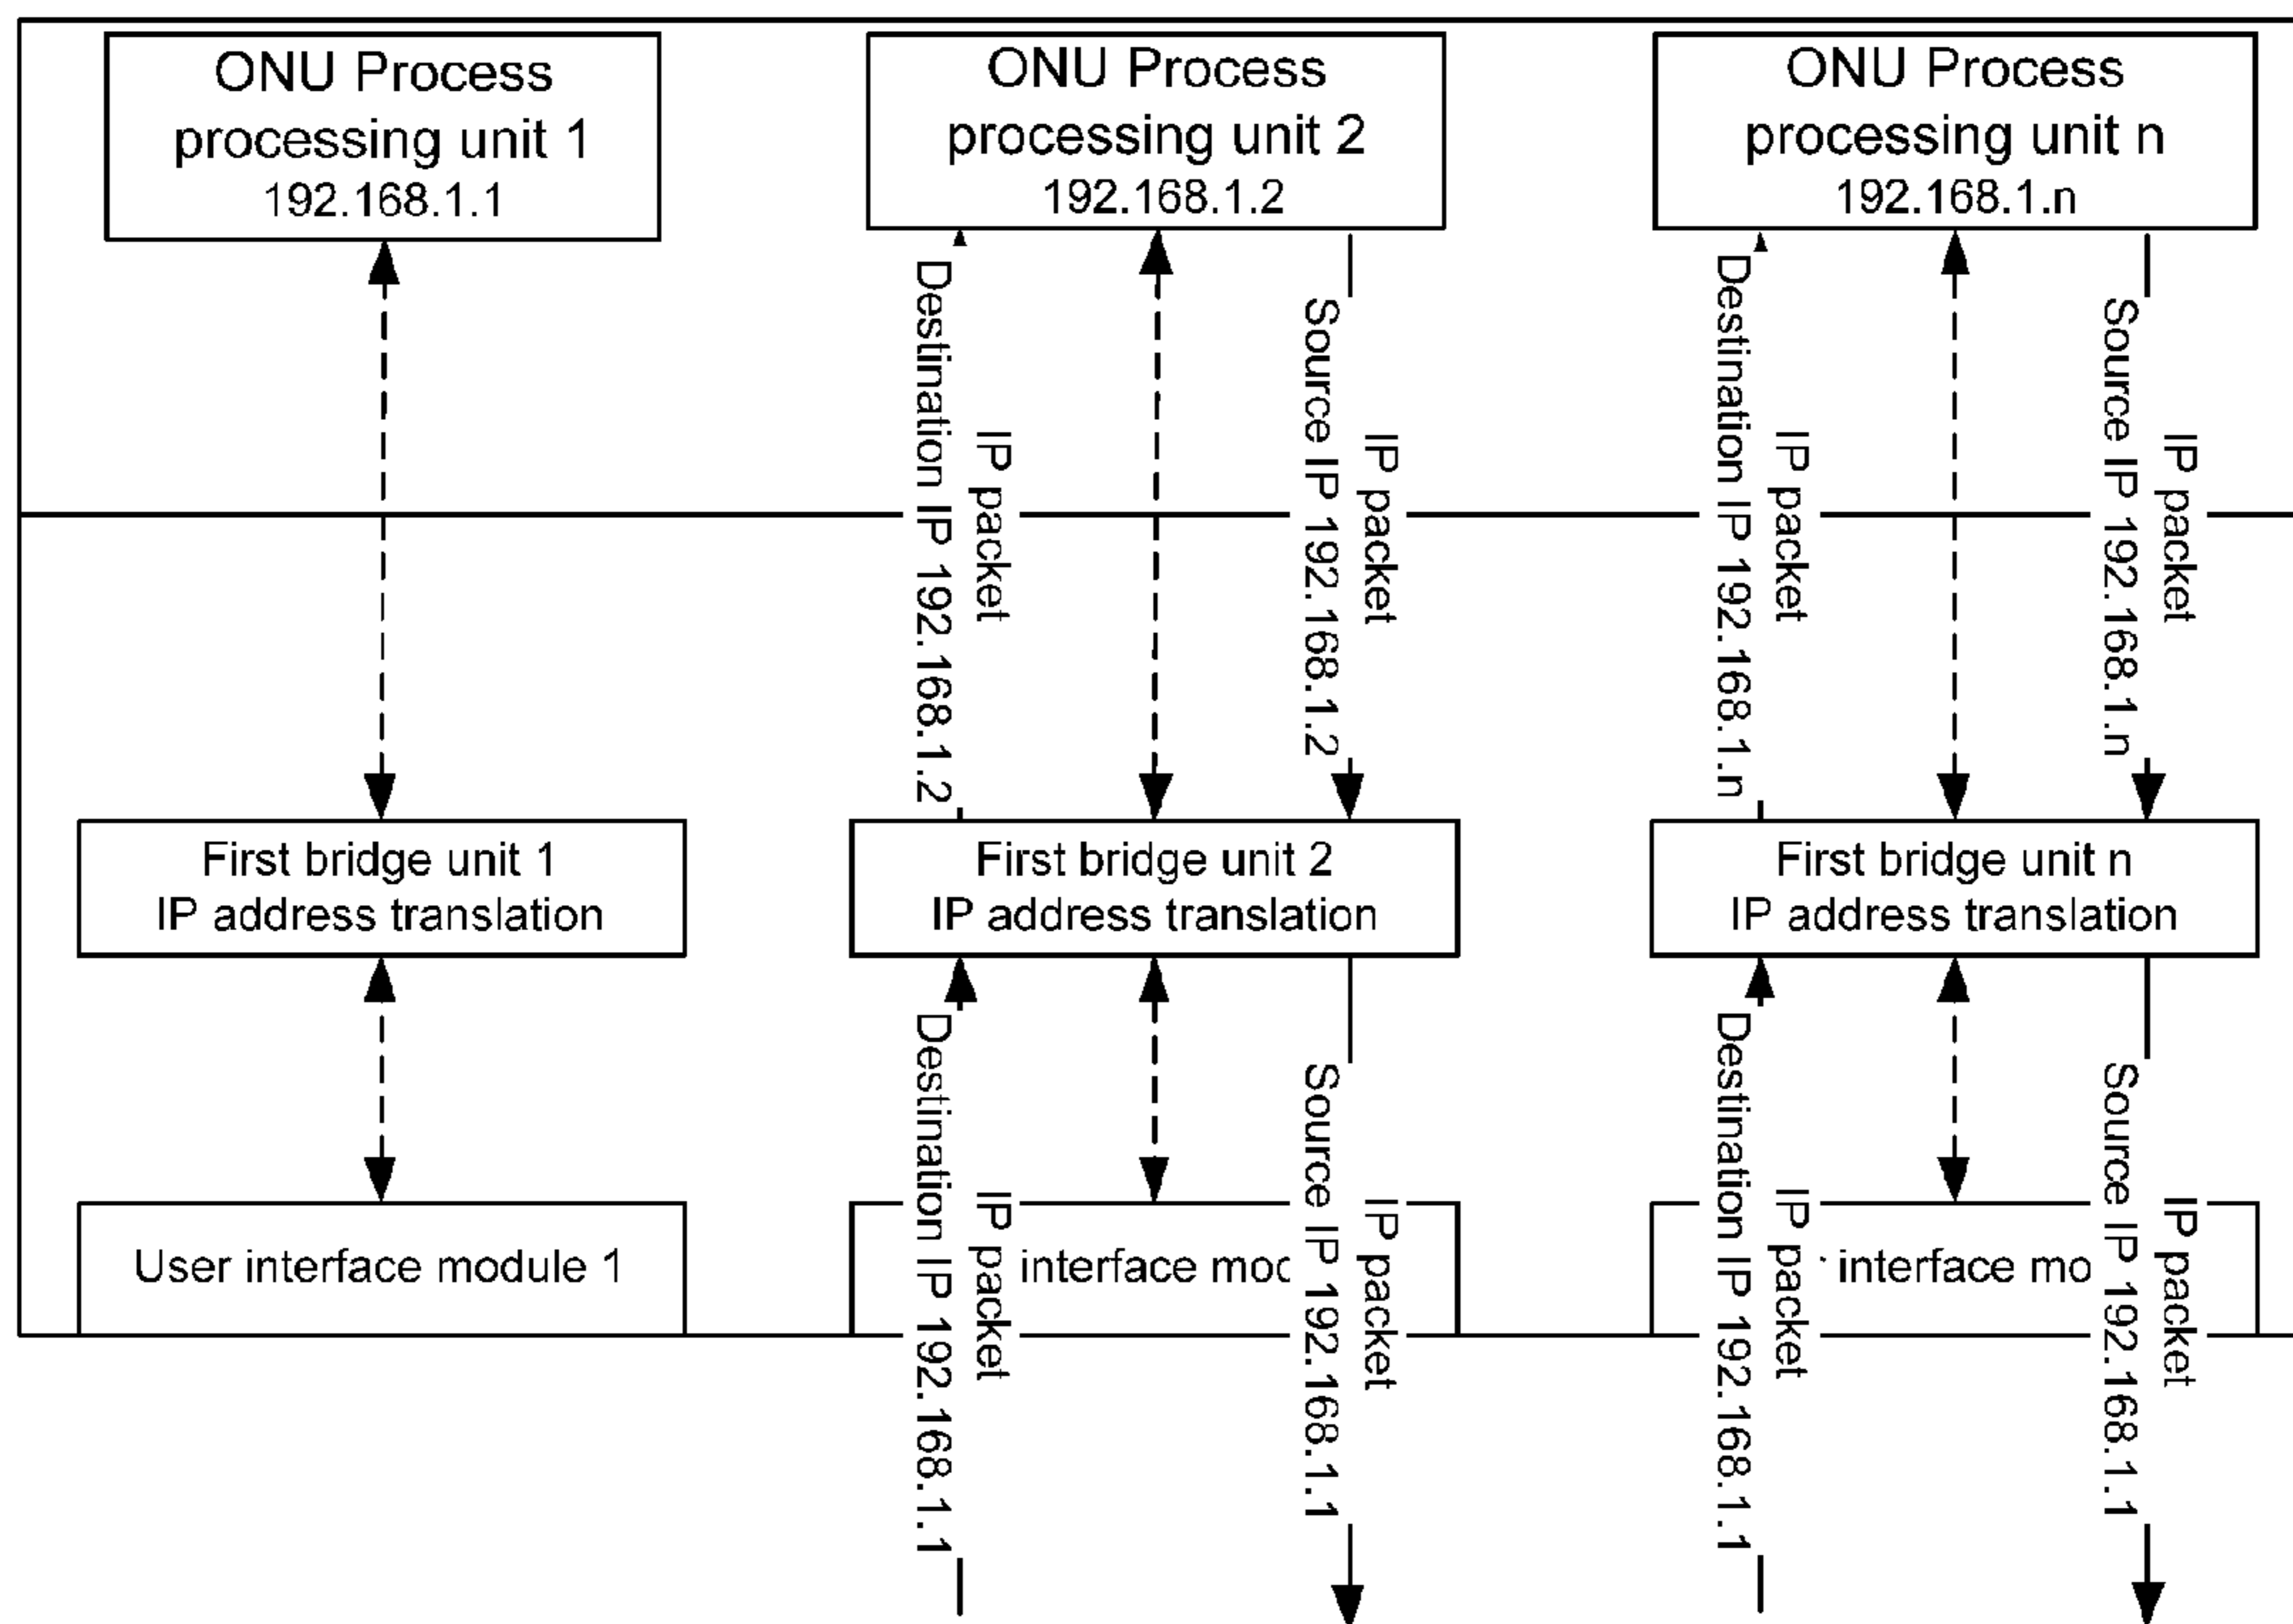 ONU Process
processing unit 1
192.168.1.1
ONU Process
processing unit 2
192.168.1.2
ONU Process
processing unit n
192.168.1.n
IP packet
Destination IP 192.168.1.2
IP packet
Source IP 192.168.1.2
IP packet
Destination IP 192.168.1.n
IP packet
Source IP 192.168.1.n
First bridge unit 1
IP address translation
First bridge unit 2
IP address translation
First bridge unit n
IP address translation
User interface module 1
IP packet
Destination IP 192.168.1.1
interface
IP packet
Source IP 192.168.1.1
IP packet
Destination IP 192.168.1.1
interface
IP packet
Source IP 192.168.1.1